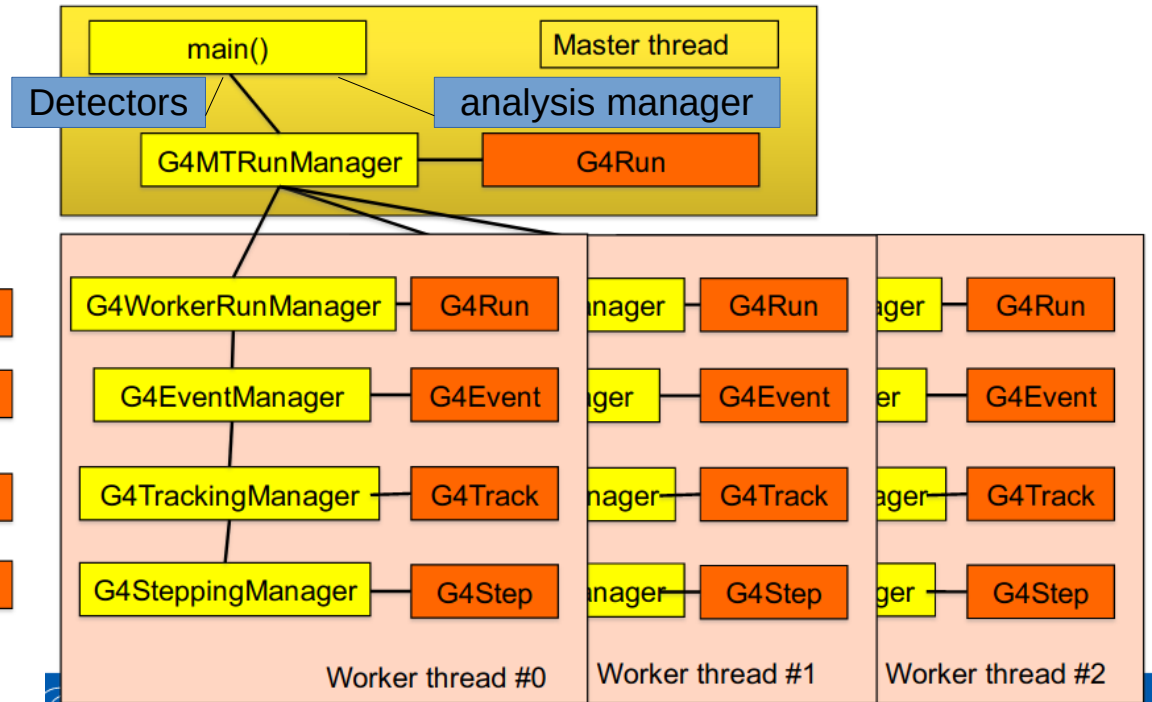 main()
Master thread
Detectors
analysis manager
G4MTRunManager
G4Run
G4WorkerRunManager
G4Run
nager
G4Run
ager
G4Run
G4EventManager
G4Event
ger
G4Event
er
G4Event
G4TrackingManager
G4Track
nager
G4Track
ager
G4Track
G4SteppingManager
G4Step
anager
G4Step
ger
G4Step
Worker thread #0
Worker thread #1
Worker thread #2